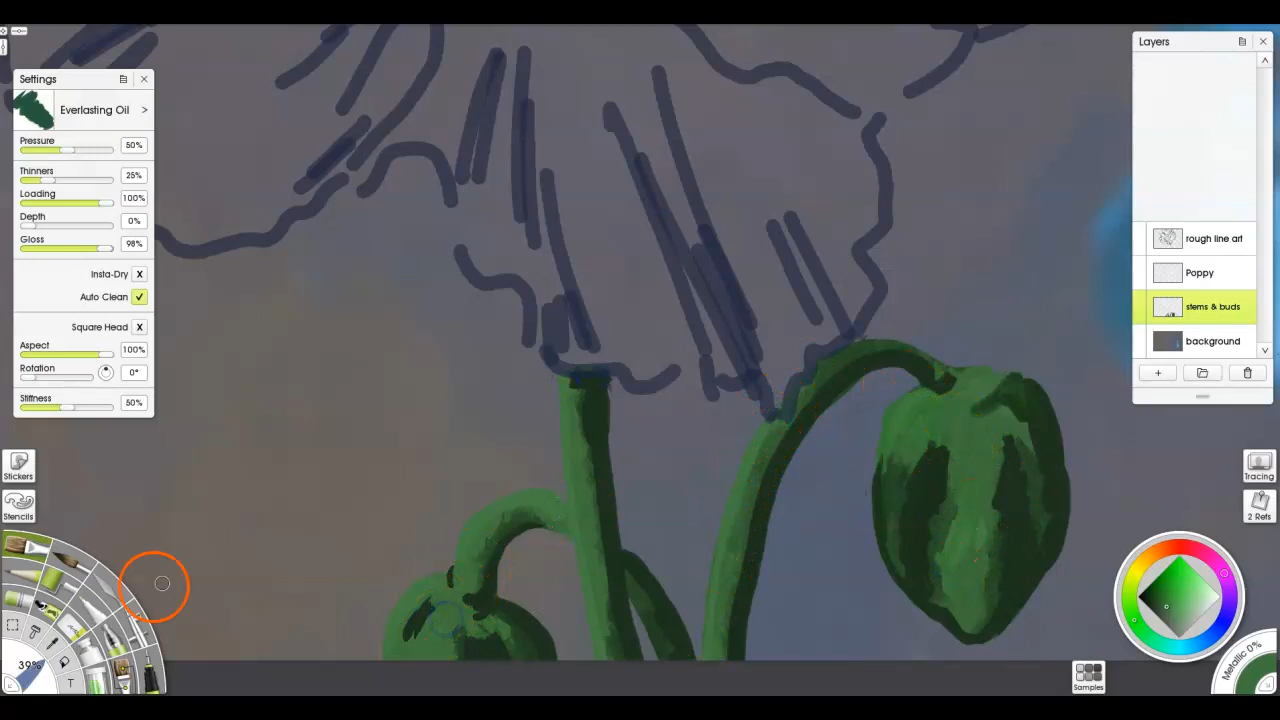 Settings
Everlasting Oil >
Pressure 50%
Thinners 25%
Loading 100%
Depth 0%
Gloss 98%
Insta-Dry X
Auto Clean ✓
Square Head X
Aspect 100%
Rotation 0°
Stiffness 50%
Stickers
Stencils
39%
T
Layers
rough line art
Poppy
stems & buds
background
Tracing
2 Refs
Samples
Metallic 0%